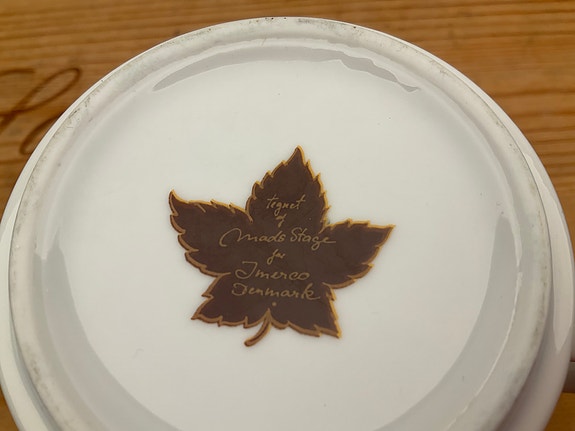 tegnet
af
Mads Stage
for
Imerco
Denmark